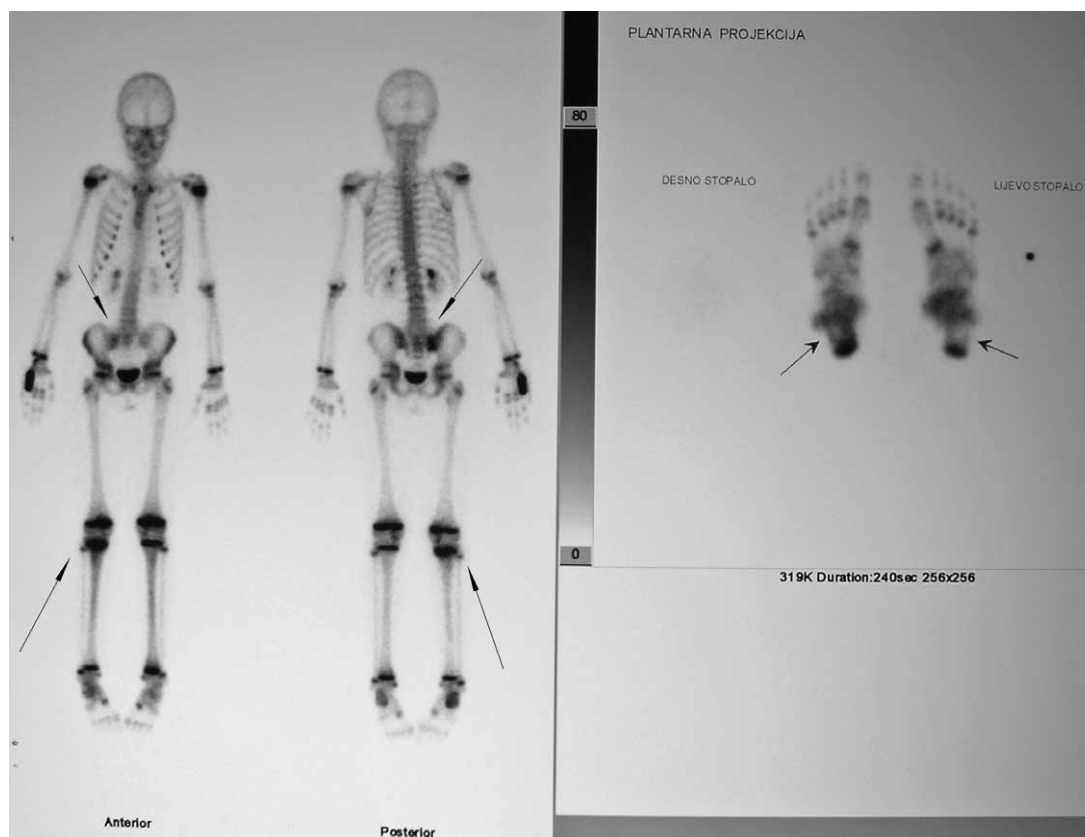 PLANTARNA PROJEKCIJA
80
DESNO STOPALO
LIJEVO STOPALO
0
319K Duration:240sec 256x256
Anterior
Posterior